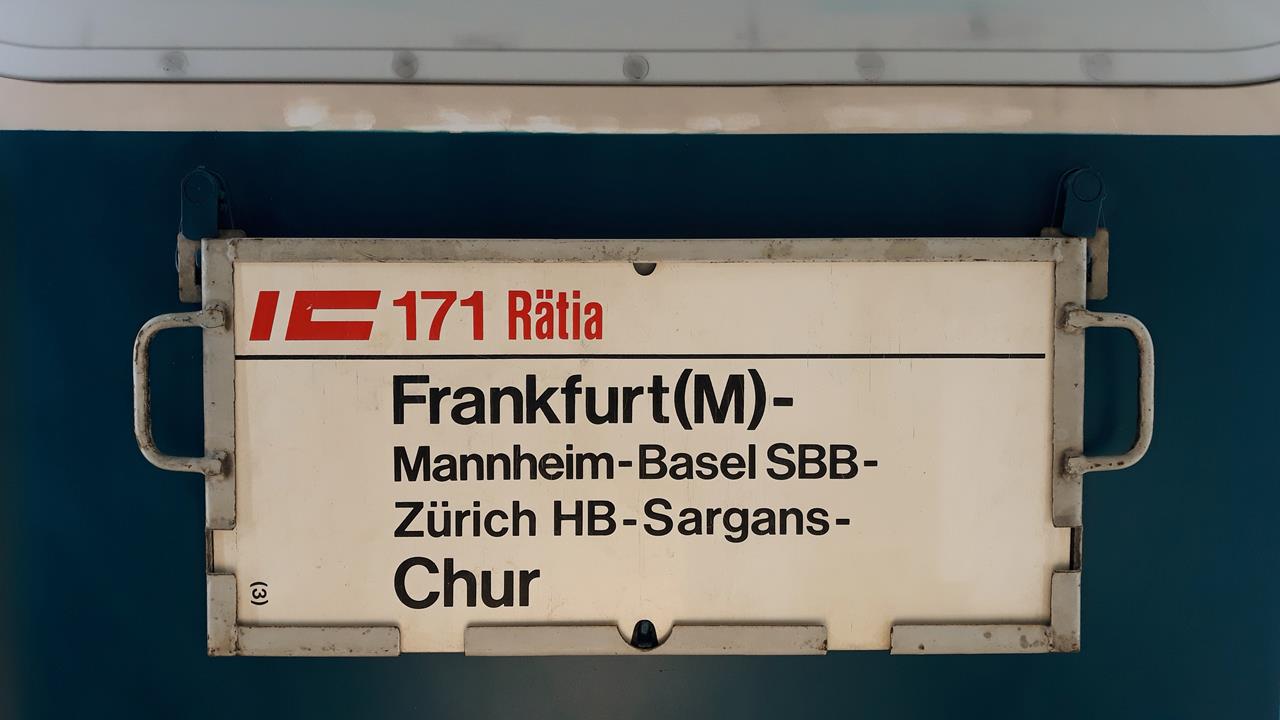 IC 171 Rätia
Frankfurt(M)-
Mannheim-Basel SBB-
Zürich HB-Sargans-
Chur
(3)